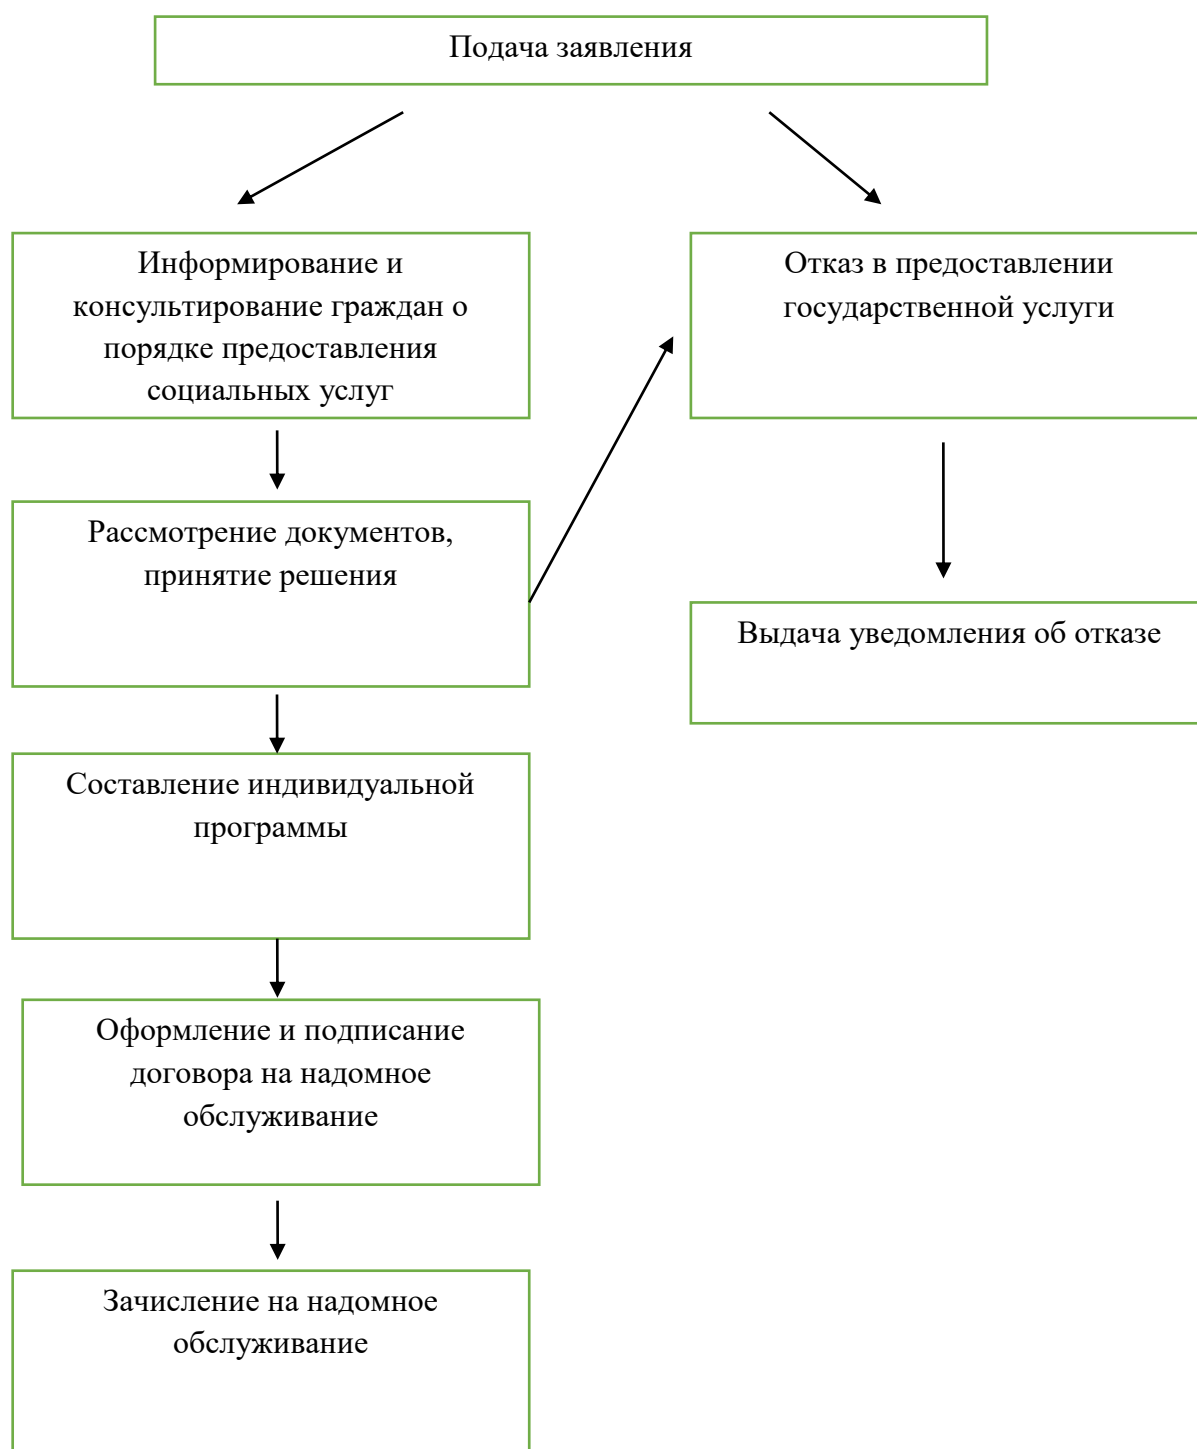 Подача заявления
Информирование и
консультирование граждан о
порядке предоставления
социальных услуг
Отказ в предоставлении
государственной услуги
Рассмотрение документов,
принятие решения
Выдача уведомления об отказе
Составление индивидуальной
программы
Оформление и подписание
договора на надомное
обслуживание
Зачисление на надомное
обслуживание